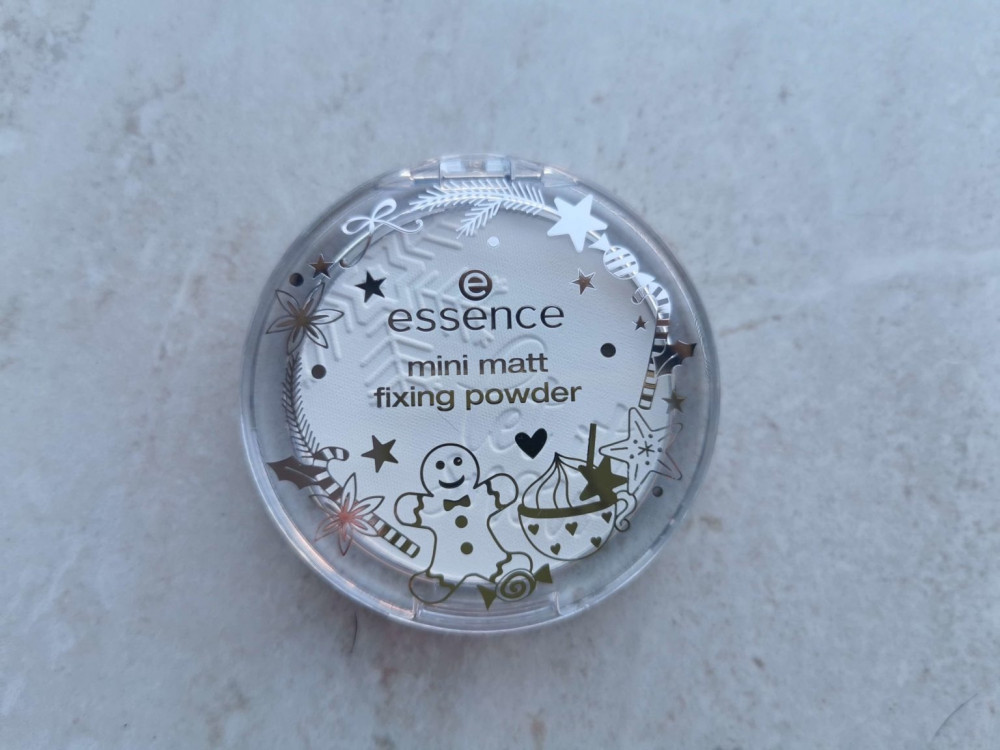 e
essence
mini matt
fixing powder